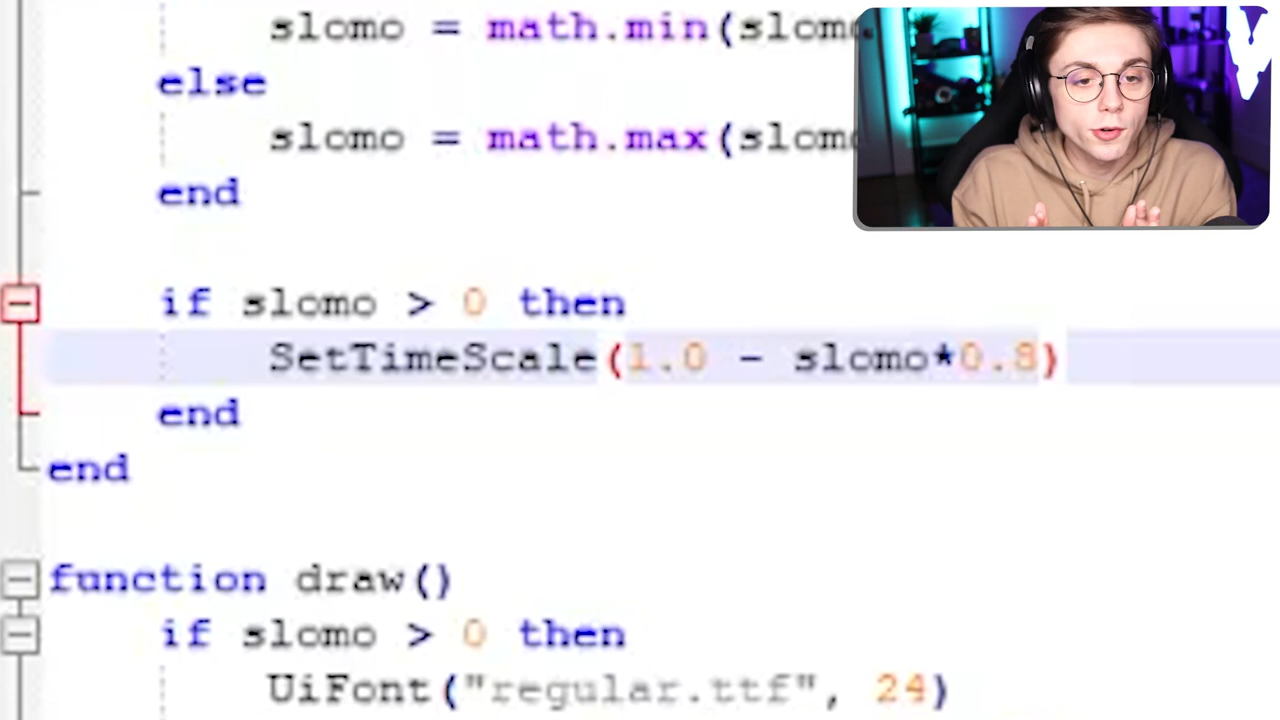 slomo = math.min(slomo
else
slomo = math.max(slomo
end
if slomo > 0 then
SetTimeScale(1.0 - slomo*0.8)
end
end
function draw()
if slomo > 0 then
UiFont("regular.ttf", 24)